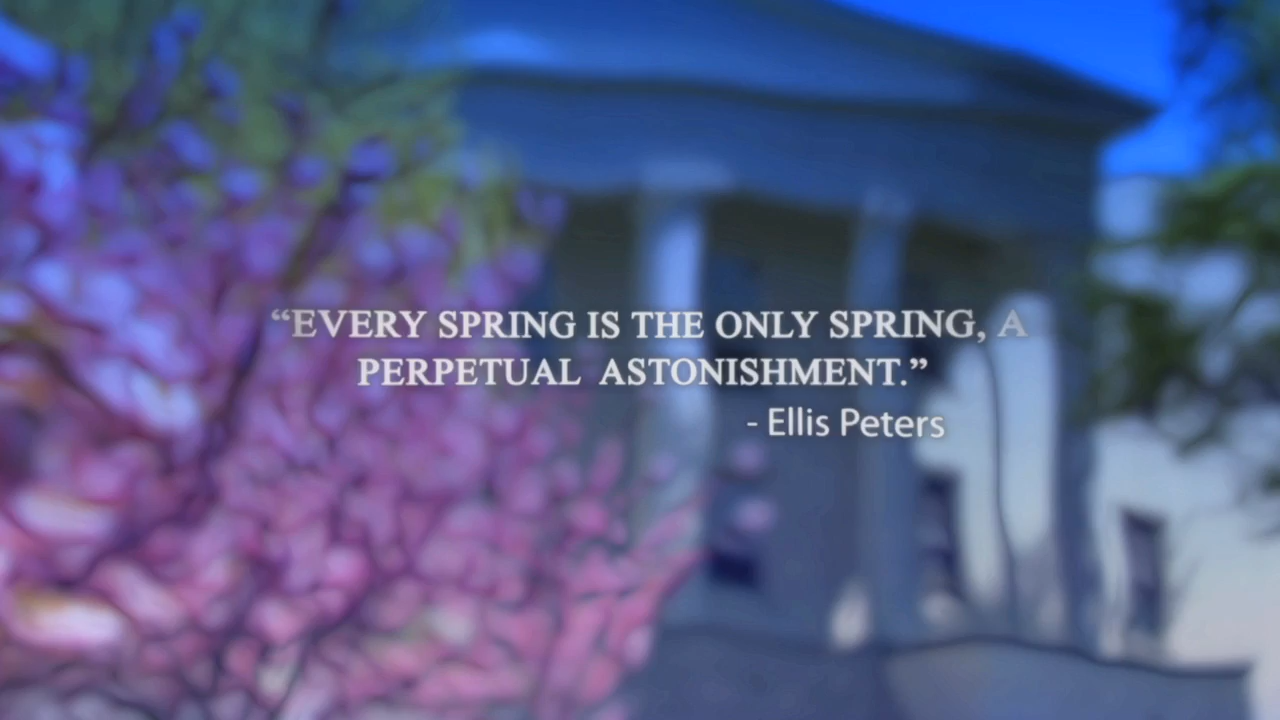 “EVERY SPRING IS THE ONLY SPRING, A
PERPETUAL ASTONISHMENT.”
- Ellis Peters